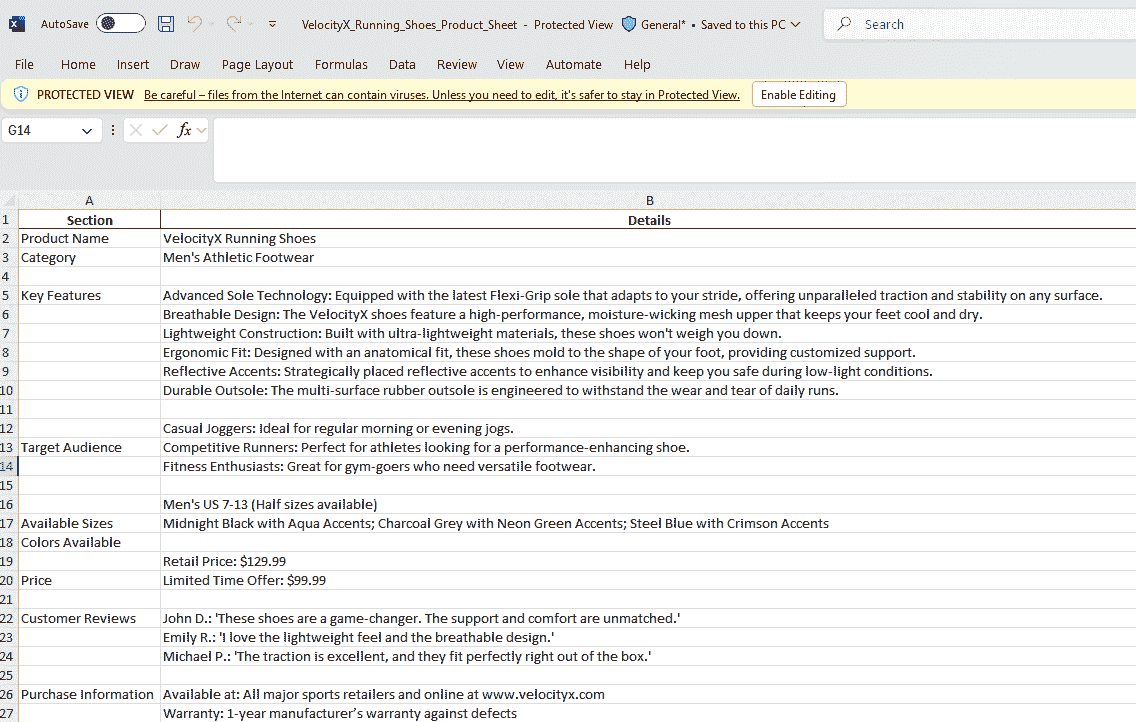 AutoSave VelocityX_Running_Shoes_Product_Sheet - Protected View General* • Saved to this PC Search
File Home Insert Draw Page Layout Formulas Data Review View Automate Help
PROTECTED VIEW Be careful – files from the Internet can contain viruses. Unless you need to edit, it's safer to stay in Protected View. Enable Editing
G14 fx
A B
1 Section Details
2 Product Name VelocityX Running Shoes
3 Category Men's Athletic Footwear
4
5 Key Features Advanced Sole Technology: Equipped with the latest Flexi-Grip sole that adapts to your stride, offering unparalleled traction and stability on any surface.
6 Breathable Design: The VelocityX shoes feature a high-performance, moisture-wicking mesh upper that keeps your feet cool and dry.
7 Lightweight Construction: Built with ultra-lightweight materials, these shoes won't weigh you down.
8 Ergonomic Fit: Designed with an anatomical fit, these shoes mold to the shape of your foot, providing customized support.
9 Reflective Accents: Strategically placed reflective accents to enhance visibility and keep you safe during low-light conditions.
10 Durable Outsole: The multi-surface rubber outsole is engineered to withstand the wear and tear of daily runs.
11
12 Casual Joggers: Ideal for regular morning or evening jogs.
13 Target Audience Competitive Runners: Perfect for athletes looking for a performance-enhancing shoe.
14 Fitness Enthusiasts: Great for gym-goers who need versatile footwear.
15
16 Men's US 7-13 (Half sizes available)
17 Available Sizes Midnight Black with Aqua Accents; Charcoal Grey with Neon Green Accents; Steel Blue with Crimson Accents
18 Colors Available
19 Retail Price: $129.99
20 Price Limited Time Offer: $99.99
21
22 Customer Reviews John D.: 'These shoes are a game-changer. The support and comfort are unmatched.'
23 Emily R.: 'I love the lightweight feel and the breathable design.'
24 Michael P.: 'The traction is excellent, and they fit perfectly right out of the box.'
25
26 Purchase Information Available at: All major sports retailers and online at www.velocityx.com
27 Warranty: 1-year manufacturer’s warranty against defects